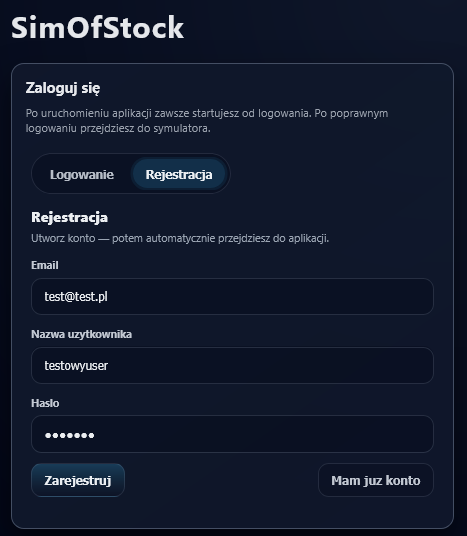 SimOfStock
Zaloguj się
Po uruchomieniu aplikacji zawsze startujesz od logowania. Po poprawnym
logowaniu przejdziesz do symulatora.
Logowanie
Rejestracja
Rejestracja
Utworz konto — potem automatycznie przejdziesz do aplikacji.
Email
test@test.pl
Nazwa uzytkownika
testowyuser
Haslo
•••••••
Zarejestruj
Mam juz konto